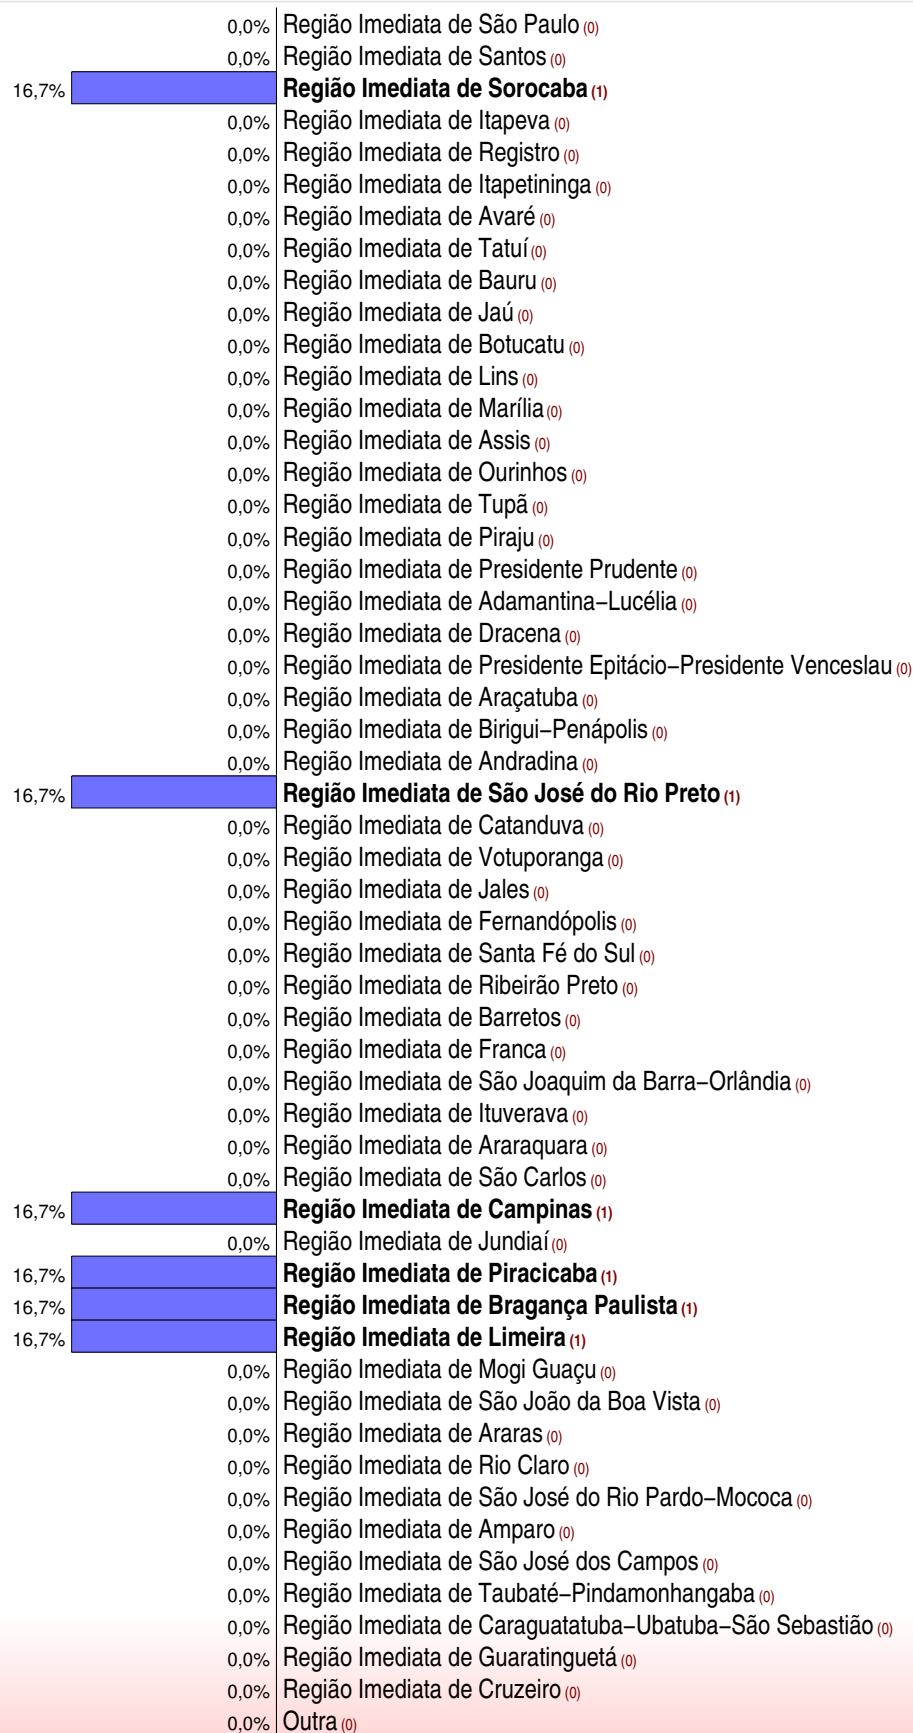 0,0% Região Imediata de São Paulo (0)
0,0% Região Imediata de Santos (0)
16,7% Região Imediata de Sorocaba (1)
0,0% Região Imediata de Itapeva (0)
0,0% Região Imediata de Registro (0)
0,0% Região Imediata de Itapetininga (0)
0,0% Região Imediata de Avaré (0)
0,0% Região Imediata de Tatuí (0)
0,0% Região Imediata de Bauru (0)
0,0% Região Imediata de Jaú (0)
0,0% Região Imediata de Botucatu (0)
0,0% Região Imediata de Lins (0)
0,0% Região Imediata de Marília (0)
0,0% Região Imediata de Assis (0)
0,0% Região Imediata de Ourinhos (0)
0,0% Região Imediata de Tupã (0)
0,0% Região Imediata de Piraju (0)
0,0% Região Imediata de Presidente Prudente (0)
0,0% Região Imediata de Adamantina−Lucélia (0)
0,0% Região Imediata de Dracena (0)
0,0% Região Imediata de Presidente Epitácio−Presidente Venceslau (0)
0,0% Região Imediata de Araçatuba (0)
0,0% Região Imediata de Birigui−Penápolis (0)
0,0% Região Imediata de Andradina (0)
16,7% Região Imediata de São José do Rio Preto (1)
0,0% Região Imediata de Catanduva (0)
0,0% Região Imediata de Votuporanga (0)
0,0% Região Imediata de Jales (0)
0,0% Região Imediata de Fernandópolis (0)
0,0% Região Imediata de Santa Fé do Sul (0)
0,0% Região Imediata de Ribeirão Preto (0)
0,0% Região Imediata de Barretos (0)
0,0% Região Imediata de Franca (0)
0,0% Região Imediata de São Joaquim da Barra−Orlândia (0)
0,0% Região Imediata de Ituverava (0)
0,0% Região Imediata de Araraquara (0)
0,0% Região Imediata de São Carlos (0)
16,7% Região Imediata de Campinas (1)
0,0% Região Imediata de Jundiaí (0)
16,7% Região Imediata de Piracicaba (1)
16,7% Região Imediata de Bragança Paulista (1)
16,7% Região Imediata de Limeira (1)
0,0% Região Imediata de Mogi Guaçu (0)
0,0% Região Imediata de São João da Boa Vista (0)
0,0% Região Imediata de Araras (0)
0,0% Região Imediata de Rio Claro (0)
0,0% Região Imediata de São José do Rio Pardo−Mococa (0)
0,0% Região Imediata de Amparo (0)
0,0% Região Imediata de São José dos Campos (0)
0,0% Região Imediata de Taubaté−Pindamonhangaba (0)
0,0% Região Imediata de Caraguatatuba−Ubatuba−São Sebastião (0)
0,0% Região Imediata de Guaratinguetá (0)
0,0% Região Imediata de Cruzeiro (0)
0,0% Outra (0)